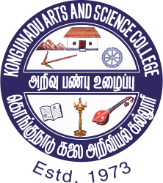 KONGUNADU ARTS AND SCIENCE COLLEGE
அறிவு பண்பு உழைப்பு
கொங்குநாடு கலை அறிவியல் கல்லூரி
Estd. 1973